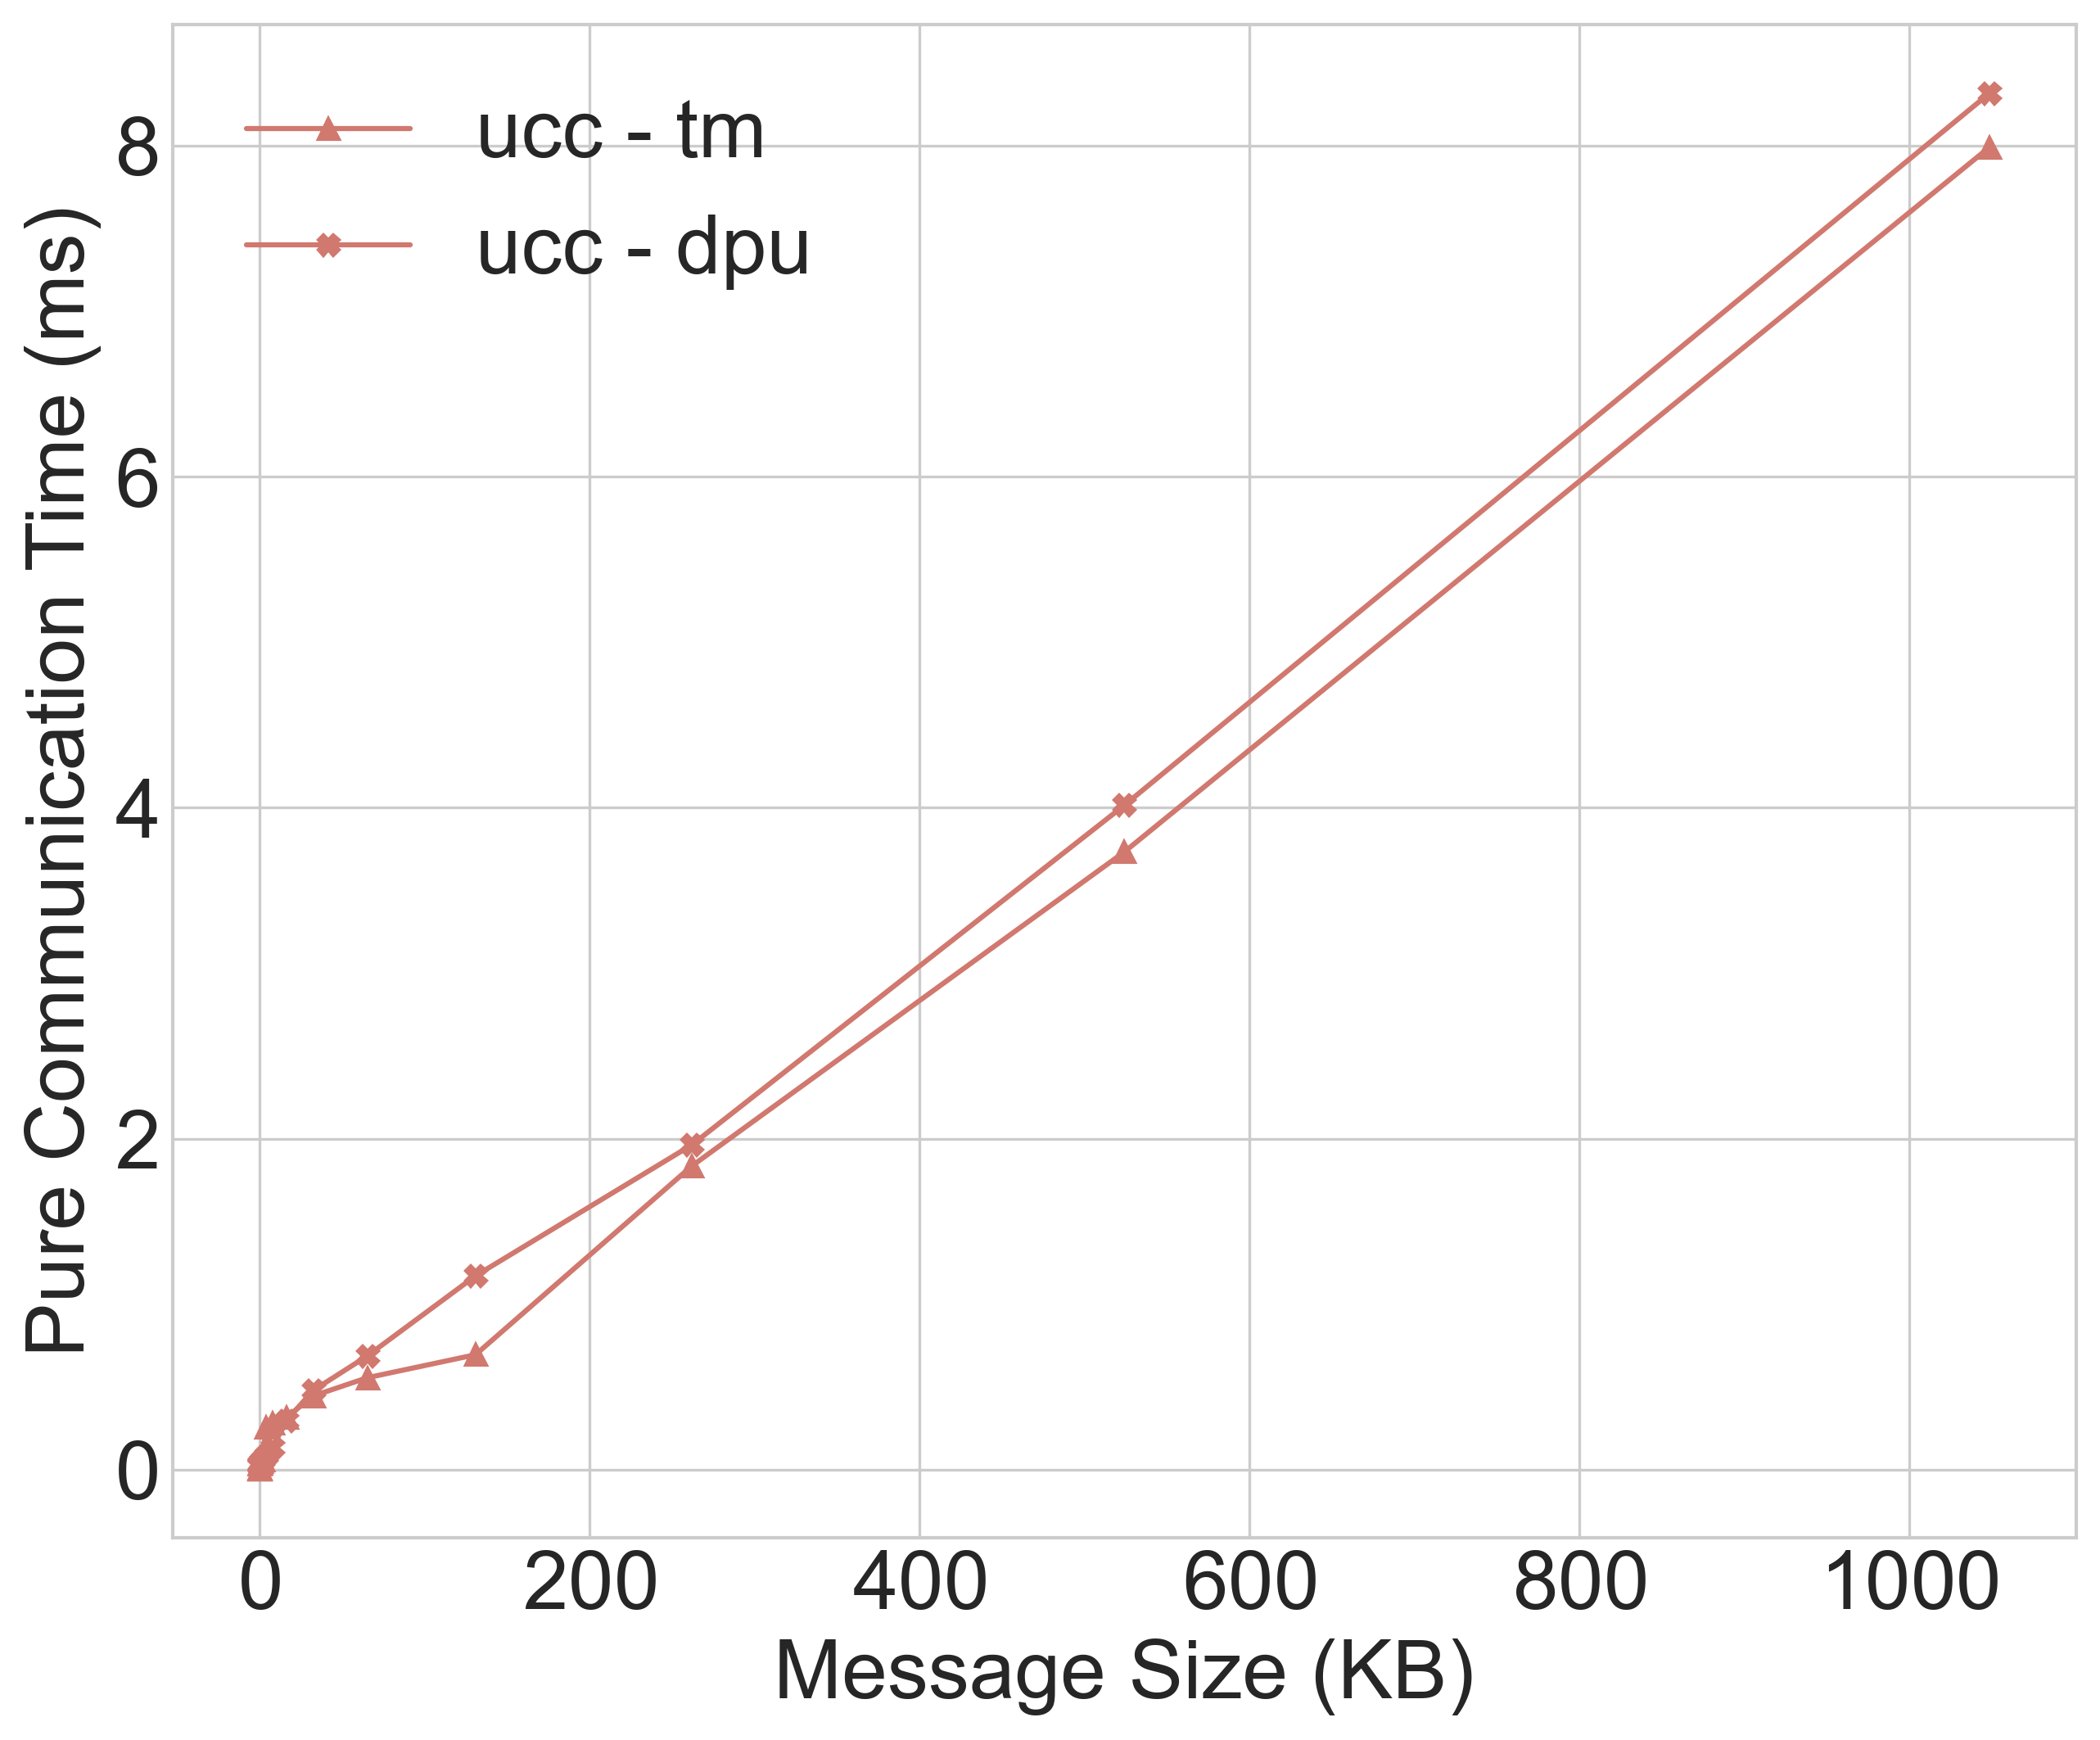 ucc - tm
ucc - dpu
Pure Communication Time (ms)
8
6
4
2
0
0 200 400 600 800 1000
Message Size (KB)